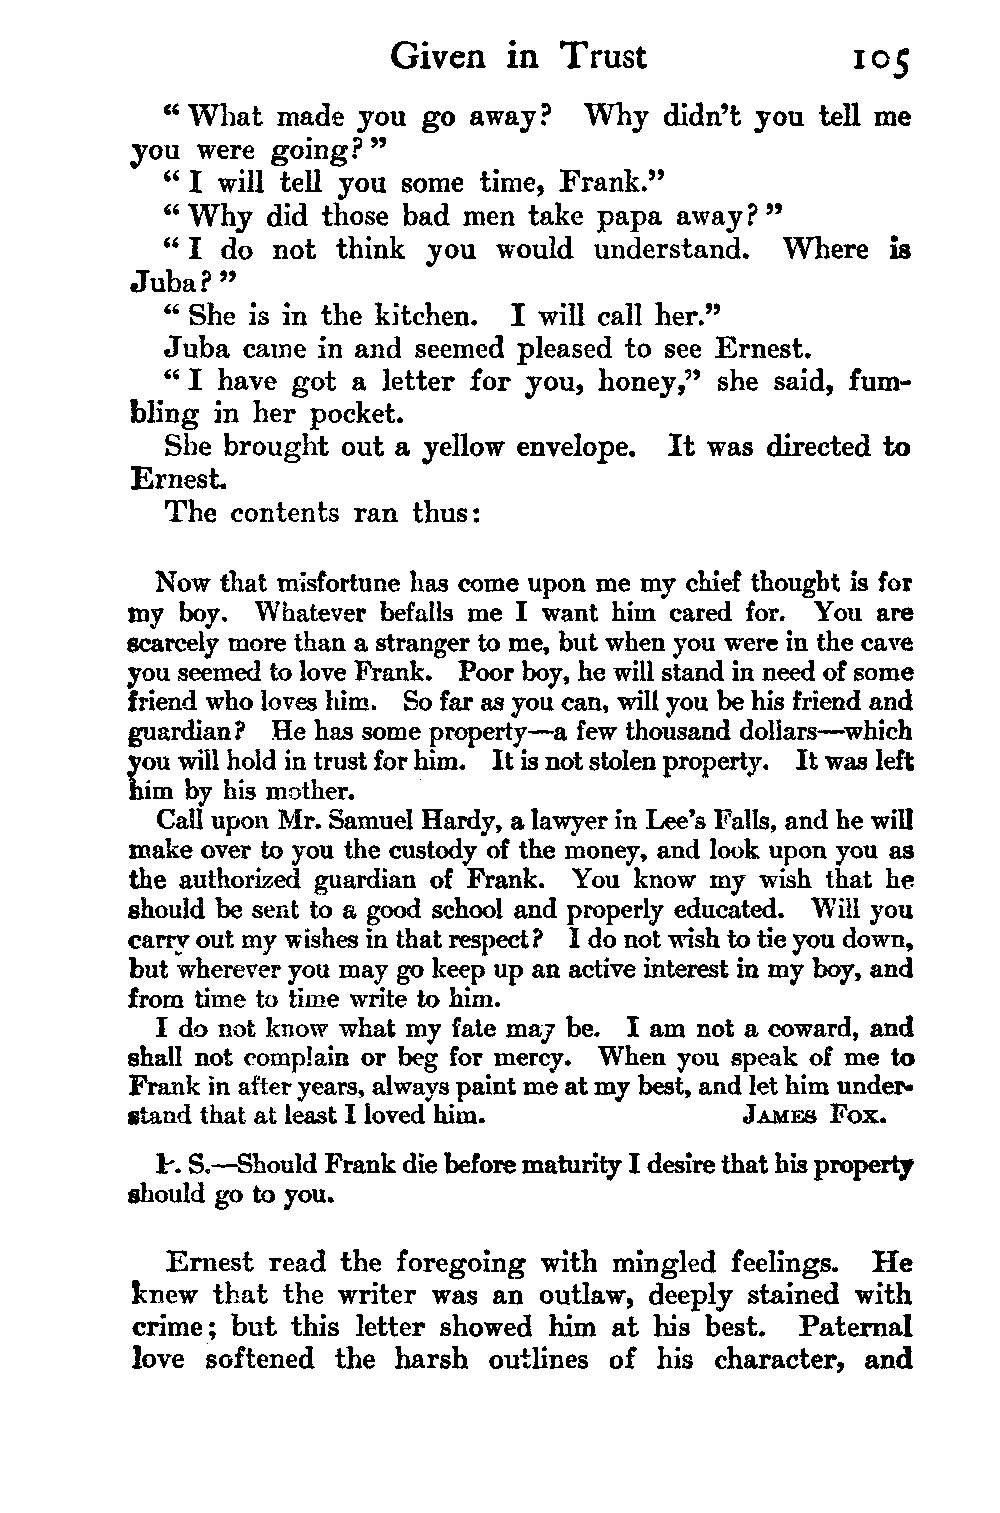 Given in Trust 105
"What made you go away? Why didn't you tell me
you were going?"
"I will tell you some time, Frank."
"Why did those bad men take papa away?"
"I do not think you would understand. Where is
Juba?"
"She is in the kitchen. I will call her."
Juba came in and seemed pleased to see Ernest.
"I have got a letter for you, honey," she said, fum-
bling in her pocket.
She brought out a yellow envelope. It was directed to
Ernest.
The contents ran thus:
Now that misfortune has come upon me my chief thought is for
my boy. Whatever befalls me I want him cared for. You are
scarcely more than a stranger to me, but when you were in the cave
you seemed to love Frank. Poor boy, he will stand in need of some
friend who loves him. So far as you can, will you be his friend and
guardian? He has some property—a few thousand dollars—which
you will hold in trust for him. It is not stolen property. It was left
him by his mother.
Call upon Mr. Samuel Hardy, a lawyer in Lee's Falls, and he will
make over to you the custody of the money, and look upon you as
the authorized guardian of Frank. You know my wish that he
should be sent to a good school and properly educated. Will you
carry out my wishes in that respect? I do not wish to tie you down,
but wherever you may go keep up an active interest in my boy, and
from time to time write to him.
I do not know what my fate may be. I am not a coward, and
shall not complain or beg for mercy. When you speak of me to
Frank in after years, always paint me at my best, and let him under-
stand that at least I loved him. JAMES FOX.
P. S.—Should Frank die before maturity I desire that his property
should go to you.
Ernest read the foregoing with mingled feelings. He
knew that the writer was an outlaw, deeply stained with
crime; but this letter showed him at his best. Paternal
love softened the harsh outlines of his character, and